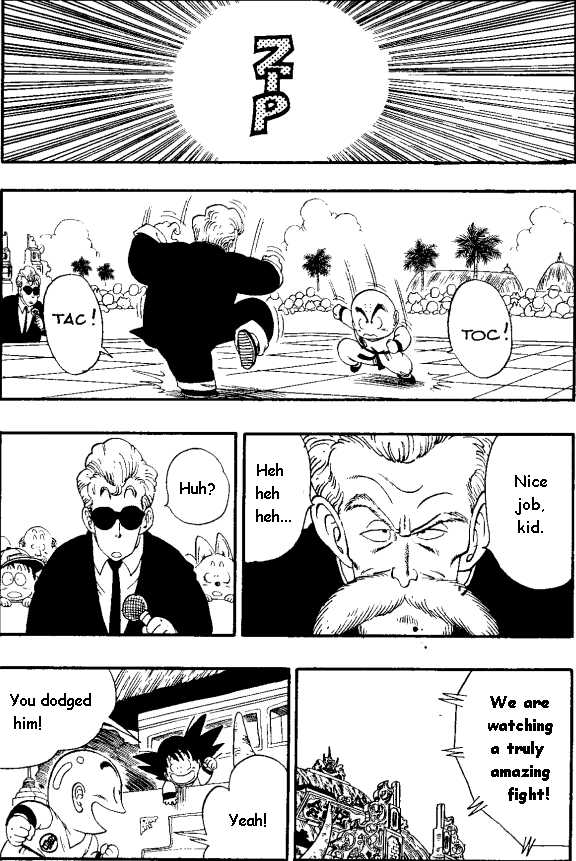 ZIP
TAC!
TOC!
Huh?
Heh
heh
heh...
Nice
job,
kid.
You dodged
him!
Yeah!
We are
watching
a truly
amazing
fight!